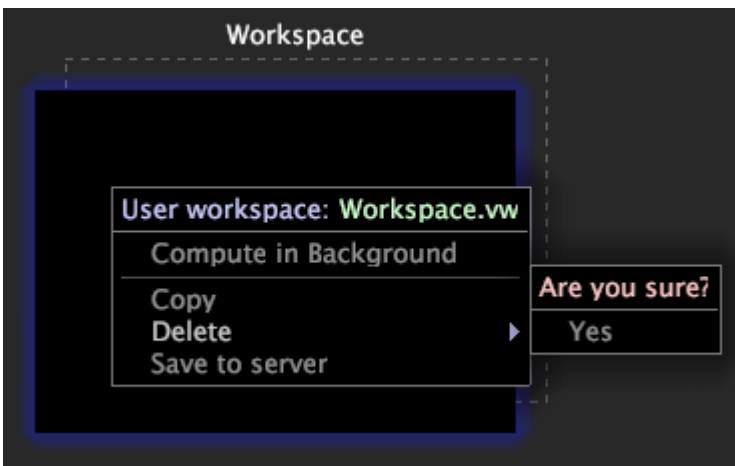 Workspace
User workspace: Workspace.vw
Compute in Background
Copy
Delete
Save to server
Are you sure?
Yes